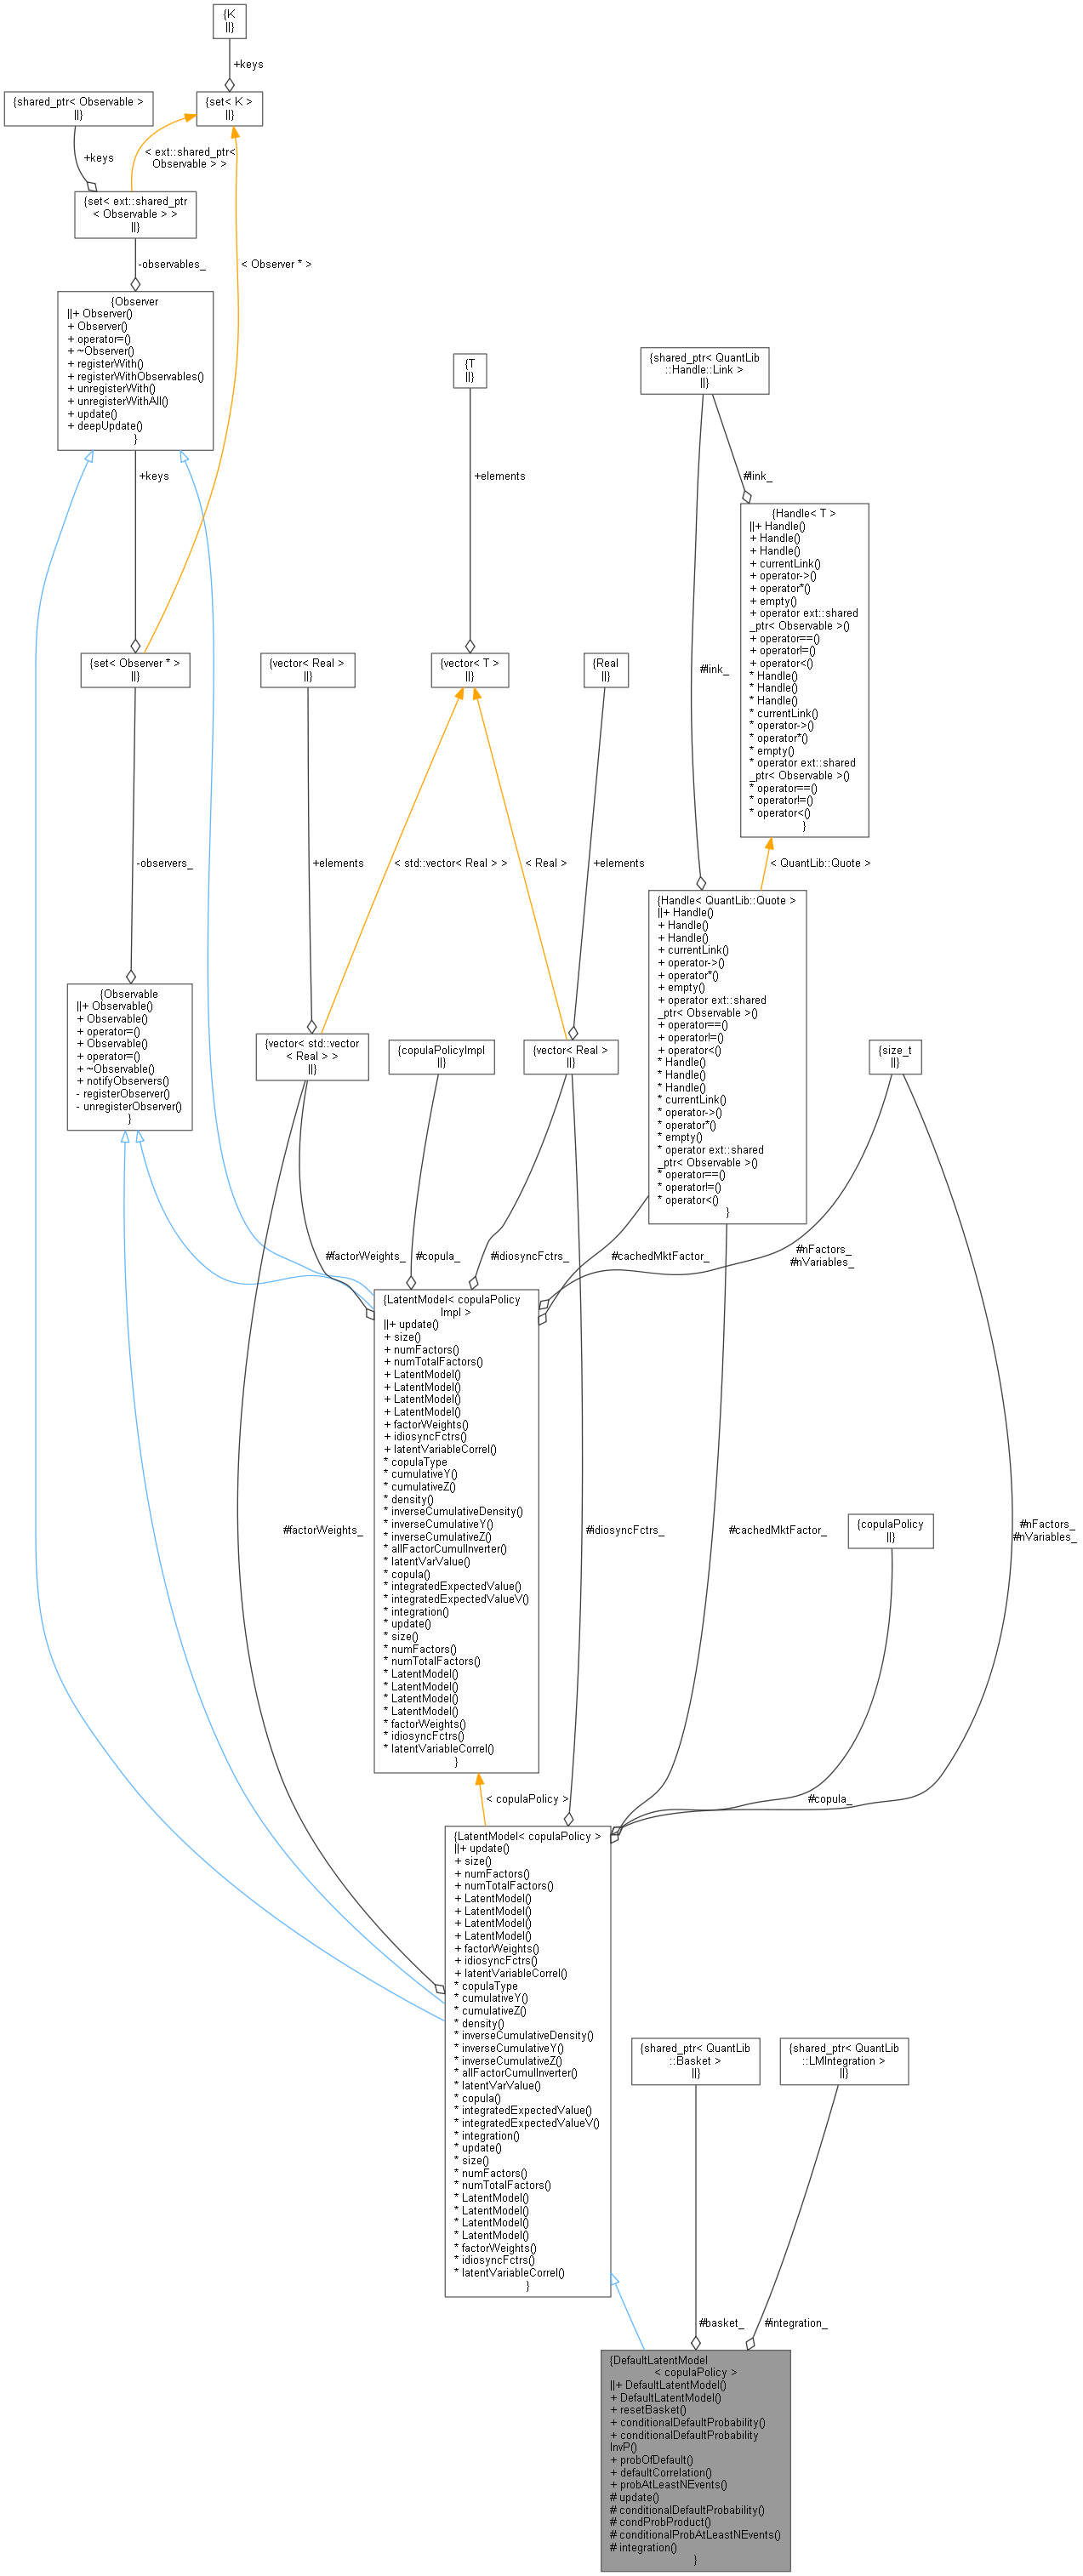 {K
||}
+keys
{shared_ptr< Observable >
||}
{set< K >
||}
+keys
< ext::shared_ptr<
Observable > >
{set< ext::shared_ptr
< Observable > >
||}
-observables_
< Observer * >
{Observer
||+ Observer()
+ Observer()
+ operator=()
+ ~Observer()
+ registerWith()
+ registerWithObservables()
+ unregisterWith()
+ unregisterWithAll()
+ update()
+ deepUpdate()
}
{T
||}
{shared_ptr< QuantLib
::Handle::Link >
||}
+keys
+elements
#link_
{Handle< T >
||+ Handle()
+ Handle()
+ Handle()
+ currentLink()
+ operator->()
+ operator*()
+ empty()
+ operator ext::shared
_ptr< Observable >()
+ operator==()
+ operator!=()
+ operator<()
* Handle()
* Handle()
* Handle()
* currentLink()
* operator->()
* operator*()
* empty()
* operator ext::shared
_ptr< Observable >()
* operator==()
* operator!=()
* operator<()
}
{set< Observer * >
||}
{vector< Real >
||}
{vector< T >
||}
{Real
||}
#link_
-observers_
+elements
< std::vector< Real > >
< Real >
+elements
< QuantLib::Quote >
{Handle< QuantLib::Quote >
||+ Handle()
+ Handle()
+ Handle()
+ currentLink()
+ operator->()
+ operator*()
+ empty()
+ operator ext::shared
_ptr< Observable >()
+ operator==()
+ operator!=()
+ operator<()
* Handle()
* Handle()
* Handle()
* currentLink()
* operator->()
* operator*()
* empty()
* operator ext::shared
_ptr< Observable >()
* operator==()
* operator!=()
* operator<()
}
{Observable
||+ Observable()
+ Observable()
+ operator=()
+ Observable()
+ operator=()
+ ~Observable()
+ notifyObservers()
- registerObserver()
- unregisterObserver()
}
{vector< std::vector
< Real > >
||}
{copulaPolicyImpl
||}
{vector< Real >
||}
{size_t
||}
#factorWeights_
#copula_
#idiosyncFctrs_
#cachedMktFactor_
#nFactors_
#nVariables_
{LatentModel< copulaPolicy
Impl >
||+ update()
+ size()
+ numFactors()
+ numTotalFactors()
+ LatentModel()
+ LatentModel()
+ LatentModel()
+ LatentModel()
+ factorWeights()
+ idiosyncFctrs()
+ latentVariableCorrel()
* copulaType
* cumulativeY()
* cumulativeZ()
* density()
* inverseCumulativeDensity()
* inverseCumulativeY()
* inverseCumulativeZ()
* allFactorCumulInverter()
* latentVarValue()
* copula()
* integratedExpectedValue()
* integratedExpectedValueV()
* integration()
* update()
* size()
* numFactors()
* numTotalFactors()
* LatentModel()
* LatentModel()
* LatentModel()
* LatentModel()
* factorWeights()
* idiosyncFctrs()
* latentVariableCorrel()
}
#factorWeights_
#idiosyncFctrs_
#cachedMktFactor_
{copulaPolicy
||}
#nFactors_
#nVariables_
< copulaPolicy >
#copula_
{LatentModel< copulaPolicy >
||+ update()
+ size()
+ numFactors()
+ numTotalFactors()
+ LatentModel()
+ LatentModel()
+ LatentModel()
+ LatentModel()
+ factorWeights()
+ idiosyncFctrs()
+ latentVariableCorrel()
* copulaType
* cumulativeY()
* cumulativeZ()
* density()
* inverseCumulativeDensity()
* inverseCumulativeY()
* inverseCumulativeZ()
* allFactorCumulInverter()
* latentVarValue()
* copula()
* integratedExpectedValue()
* integratedExpectedValueV()
* integration()
* update()
* size()
* numFactors()
* numTotalFactors()
* LatentModel()
* LatentModel()
* LatentModel()
* LatentModel()
* factorWeights()
* idiosyncFctrs()
* latentVariableCorrel()
}
{shared_ptr< QuantLib
::Basket >
||}
{shared_ptr< QuantLib
::LMIntegration >
||}
#basket_
#integration_
{DefaultLatentModel
< copulaPolicy >
||+ DefaultLatentModel()
+ DefaultLatentModel()
+ resetBasket()
+ conditionalDefaultProbability()
+ conditionalDefaultProbability
InvP()
+ probOfDefault()
+ defaultCorrelation()
+ probAtLeastNEvents()
# update()
# conditionalDefaultProbability()
# condProbProduct()
# conditionalProbAtLeastNEvents()
# integration()
}